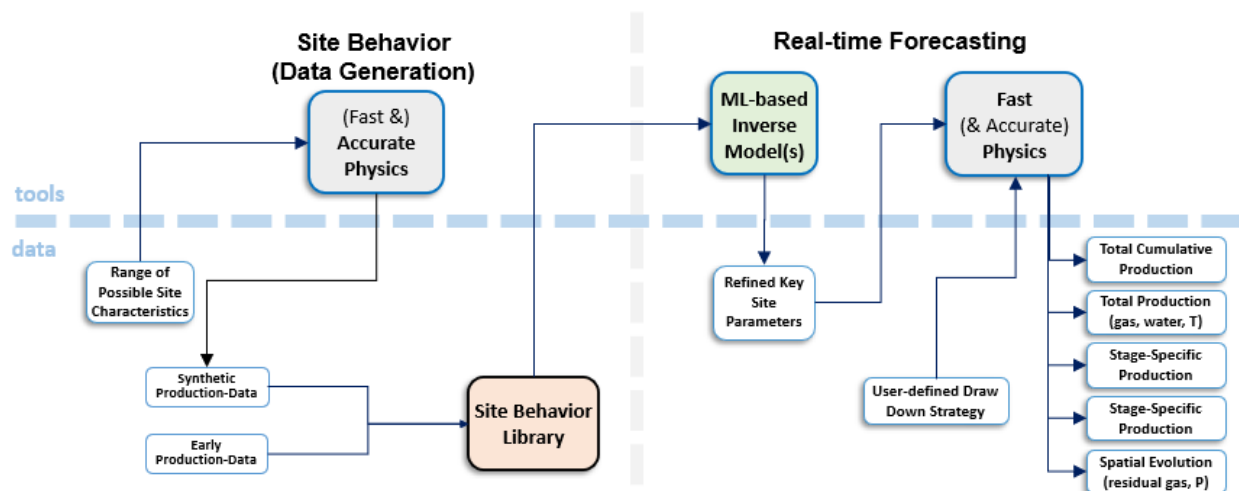 Site Behavior
(Data Generation)
Real-time Forecasting
(Fast &)
Accurate
Physics
ML-based
Inverse
Model(s)
Fast
(& Accurate)
Physics
tools
data
Range of
Possible Site
Characteristics
Refined Key
Site
Parameters
Total Cumulative
Production
Total Production
(gas, water, T)
Stage-Specific
Production
Stage-Specific
Production
Spatial Evolution
(residual gas, P)
Synthetic
Production-Data
Early
Production-Data
Site Behavior
Library
User-defined Draw
Down Strategy